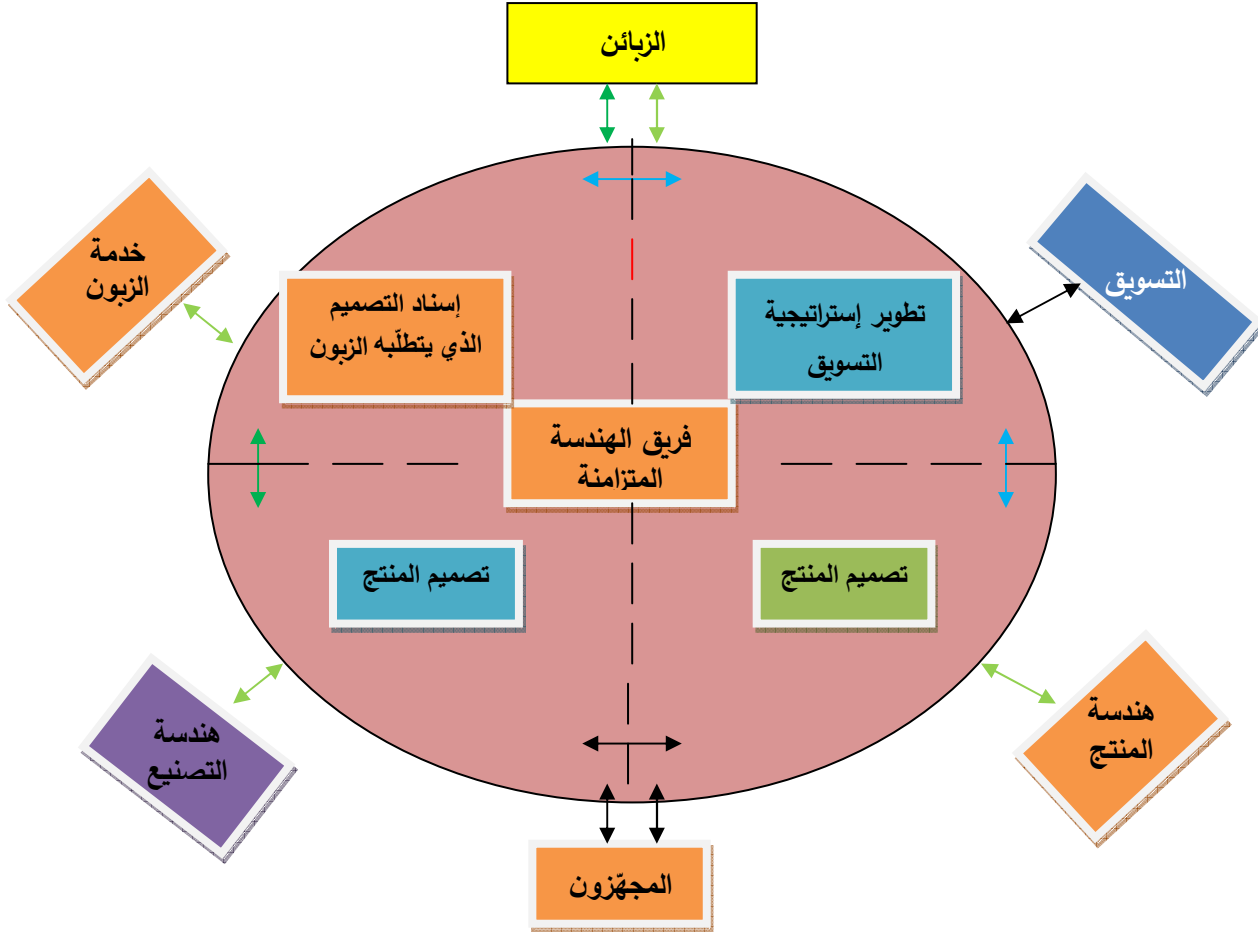 الزبائن
خدمة
الزبون
التسويق
إسناد التصميم
الذي يتطلّبه الزبون
تطوير إستراتيجية
التسويق
فريق الهندسة
المتزامنة
تصميم المنتج
تصميم المنتج
هندسة
المنتج
هندسة
التصنيع
المجهّزون